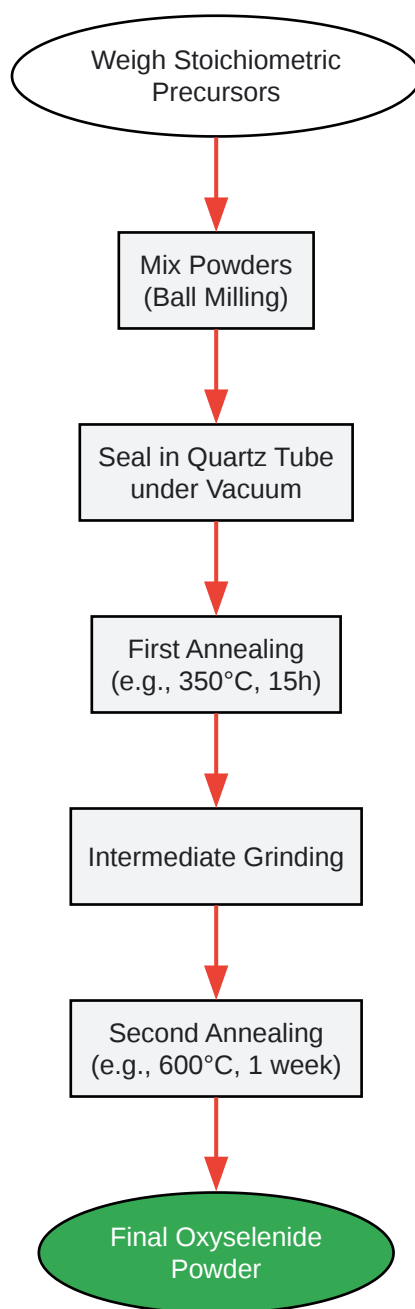 Weigh Stoichiometric
Precursors
Mix Powders
(Ball Milling)
Seal in Quartz Tube
under Vacuum
First Annealing
(e.g., 350°C, 15h)
Intermediate Grinding
Second Annealing
(e.g., 600°C, 1 week)
Final Oxyselenide
Powder